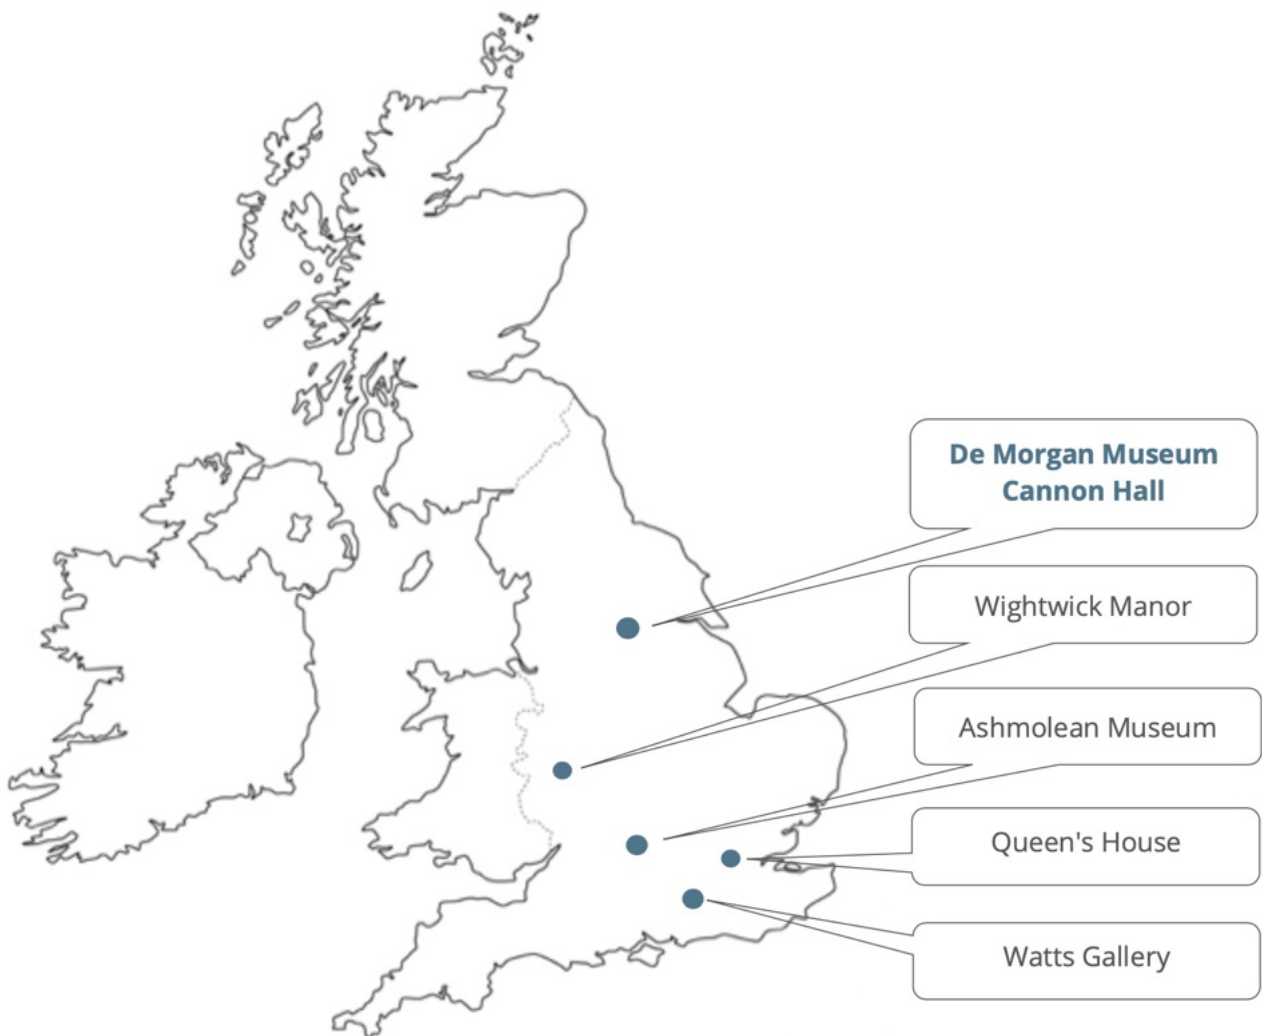 De Morgan Museum
Cannon Hall
Wightwick Manor
Ashmolean Museum
Queen's House
Watts Gallery